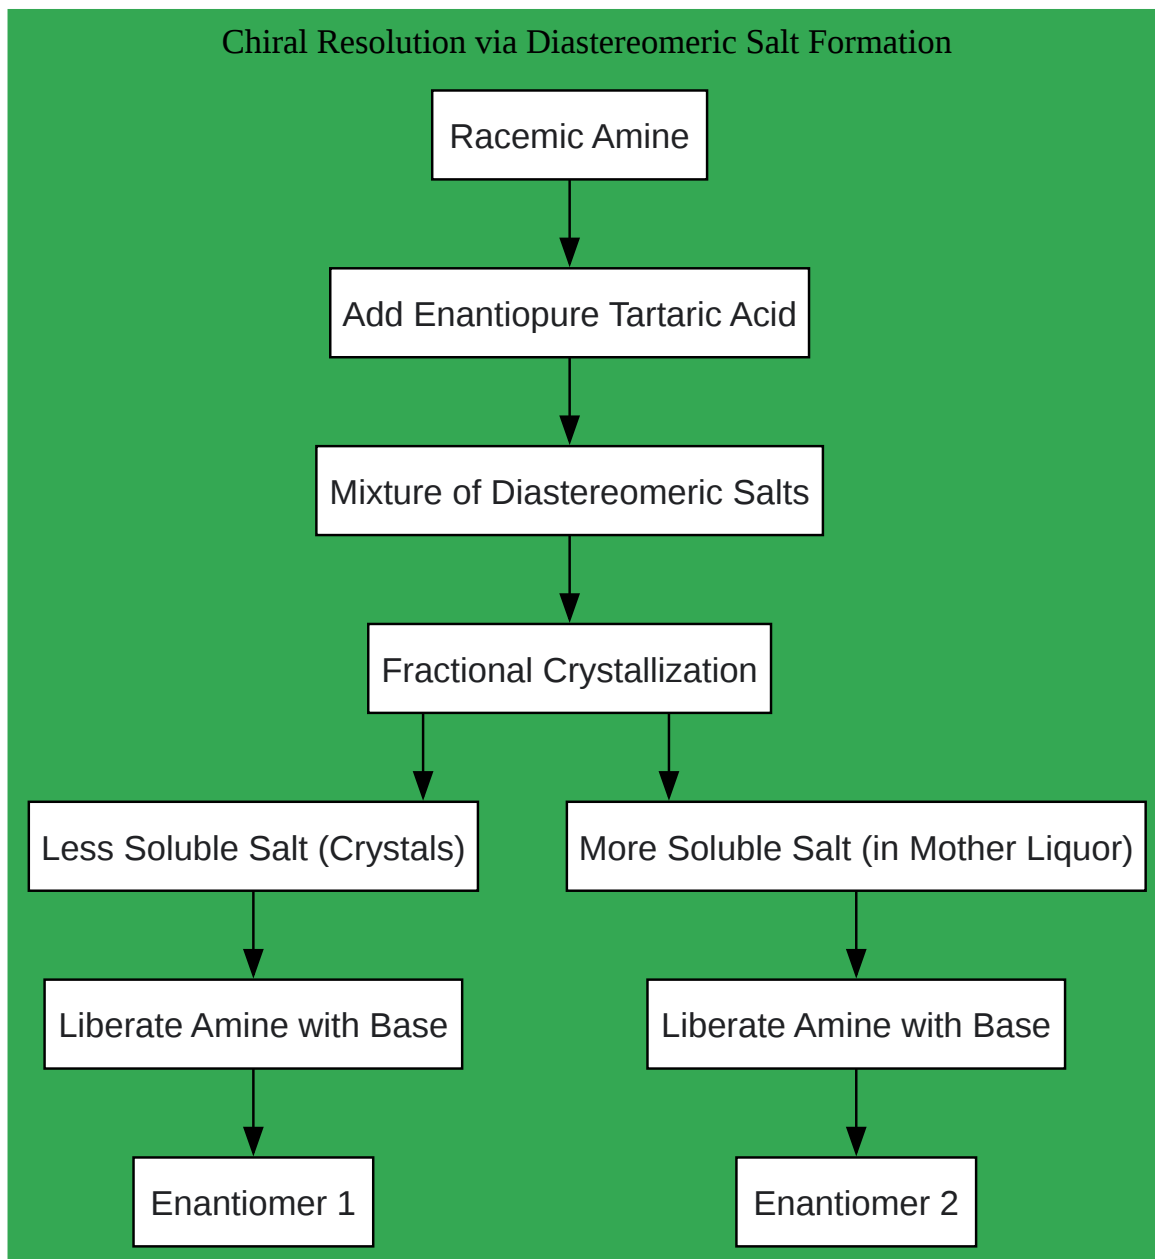 Chiral Resolution via Diastereomeric Salt Formation
Racemic Amine
Add Enantiopure Tartaric Acid
Mixture of Diastereomeric Salts
Fractional Crystallization
Less Soluble Salt (Crystals)
More Soluble Salt (in Mother Liquor)
Liberate Amine with Base
Liberate Amine with Base
Enantiomer 1
Enantiomer 2